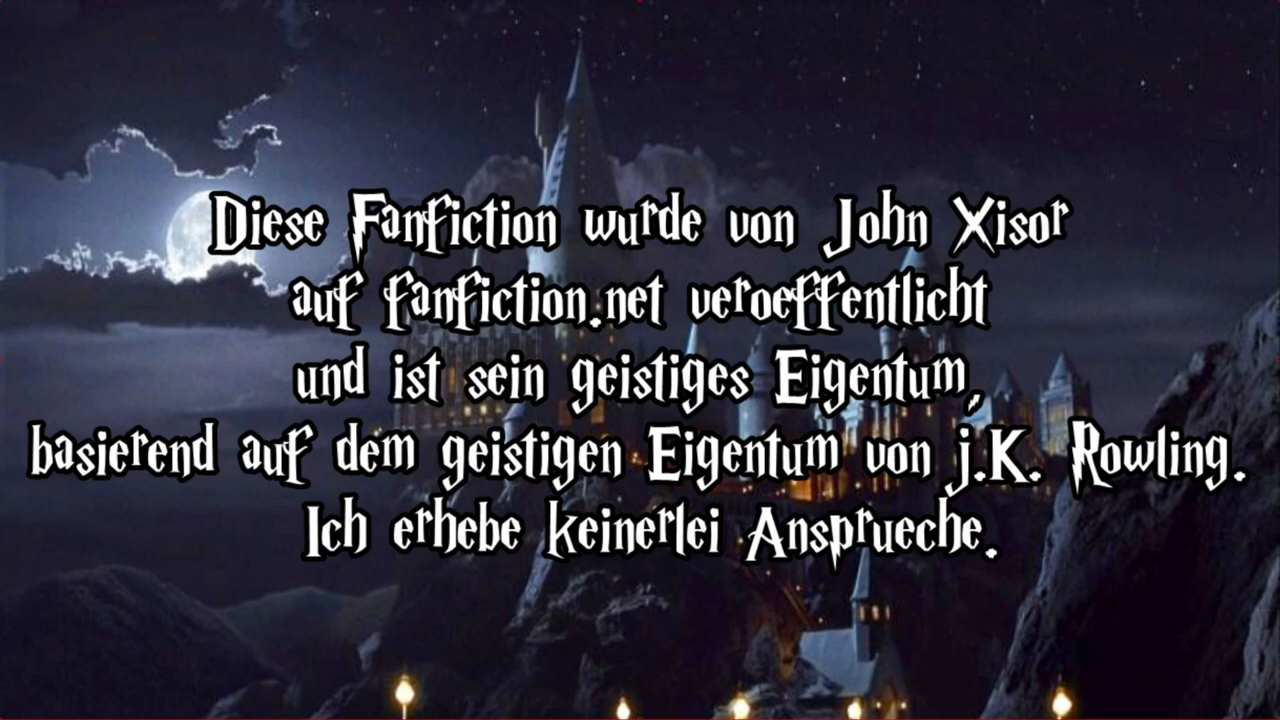 Diese Fanfiction wurde von John Xisor
auf fanfiction.net veroeffentlicht
und ist sein geistiges Eigentum,
basierend auf dem geistigen Eigentum von j.K. Rowling.
Ich erhebe keinerlei Ansprueche.